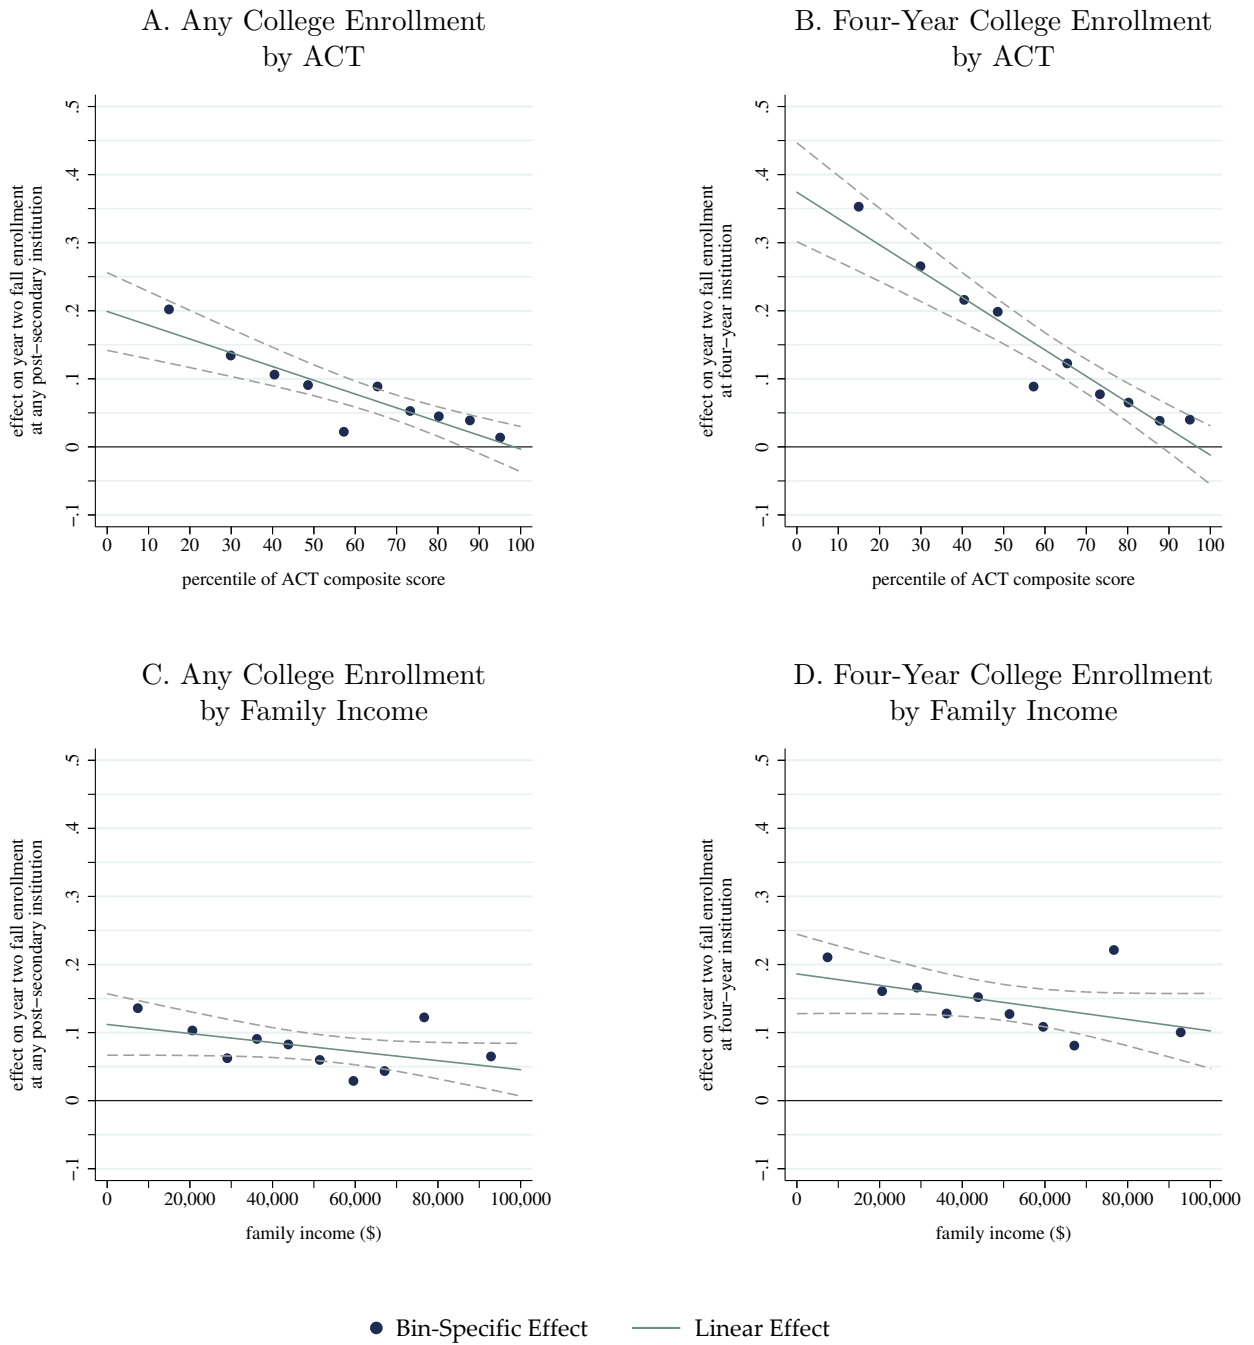 A. Any College Enrollment
by ACT
effect on year two fall enrollment
at any post−secondary institution
.5
.4
.3
.2
.1
0
−.1
0 10 20 30 40 50 60 70 80 90 100
percentile of ACT composite score
B. Four-Year College Enrollment
by ACT
effect on year two fall enrollment
at four−year institution
.5
.4
.3
.2
.1
0
−.1
0 10 20 30 40 50 60 70 80 90 100
percentile of ACT composite score
C. Any College Enrollment
by Family Income
effect on year two fall enrollment
at any post−secondary institution
.5
.4
.3
.2
.1
0
−.1
0 20,000 40,000 60,000 80,000 100,000
family income ($)
D. Four-Year College Enrollment
by Family Income
effect on year two fall enrollment
at four−year institution
.5
.4
.3
.2
.1
0
−.1
0 20,000 40,000 60,000 80,000 100,000
family income ($)
Bin-Specific Effect Linear Effect